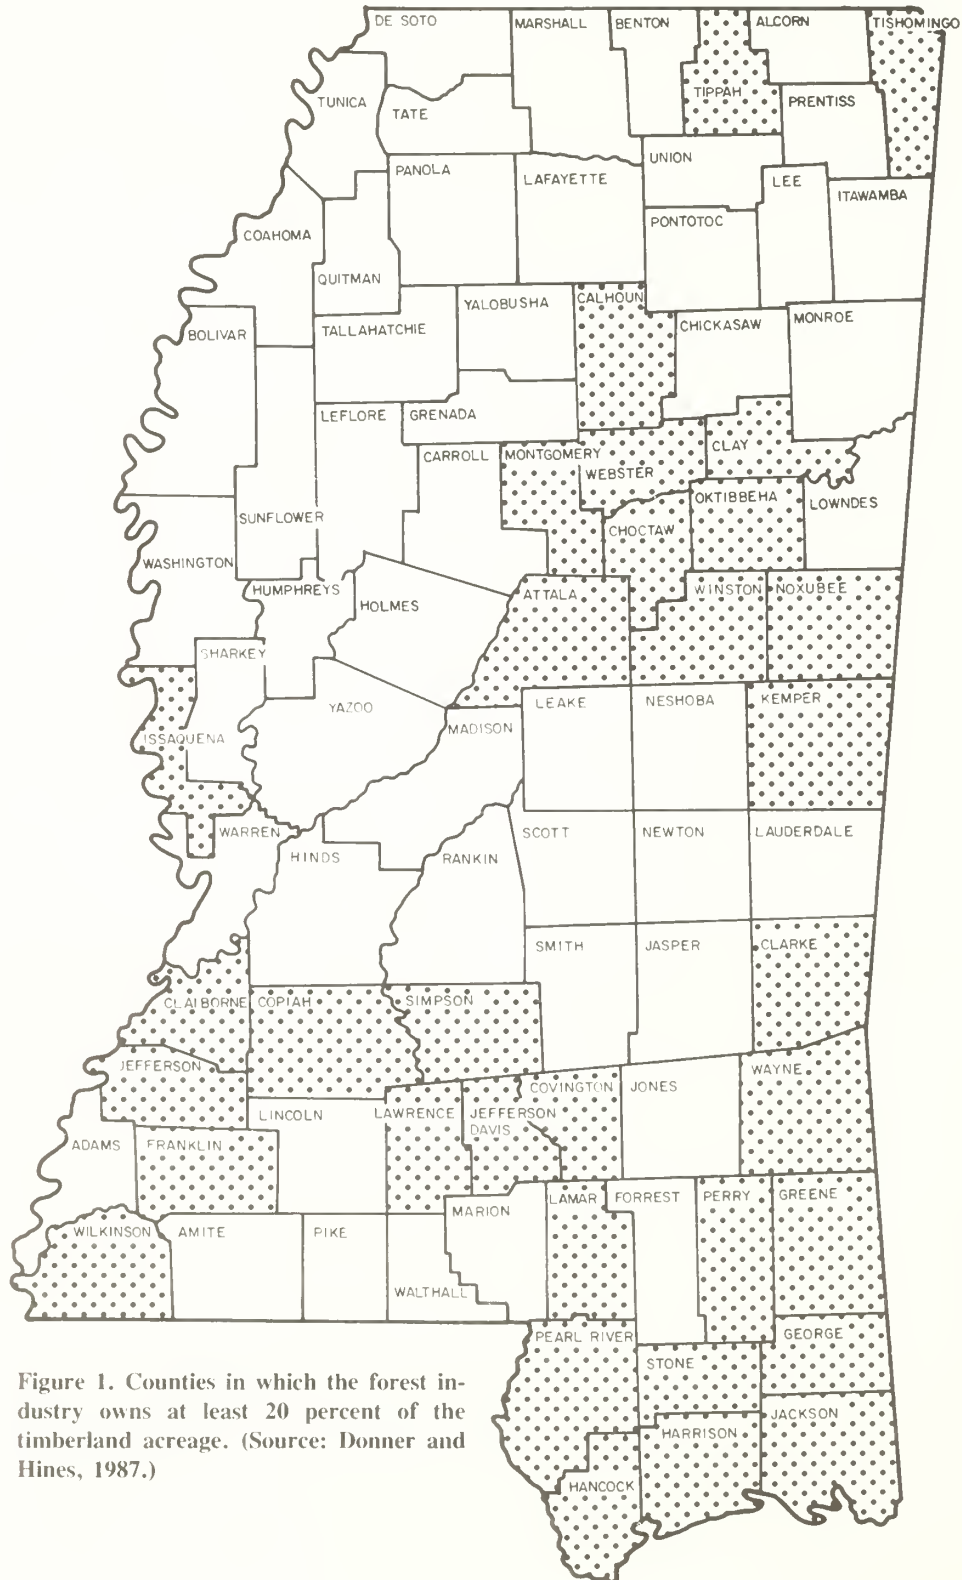 DE SOTO
MARSHALL
BENTON
ALCORN
TISHOMINGO
TIPPAH
PRENTISS
TUNICA
TATE
UNION
PANOLA
LAFAYETTE
LEE
ITAWAMBA
PONTOTOC
COAHOMA
QUITMAN
CALHOUN
YALOBUSHA
MONROE
CHICKASAW
BOLIVAR
TALLAHATCHIE
LEFLORE
GRENADA
CARROLL
MONTGOMERY
WEBSTER
CLAY
OKTIBBEHA
LOWNDES
SUNFLOWER
CHOCTAW
WASHINGTON
HUMPHREYS
HOLMES
ATTALA
WINSTON
NOXUBEE
SHARKEY
YAZOO
LEAKE
NESHOBA
KEMPER
MADISON
ISSAQUENA
WARREN
HINDS
RANKIN
SCOTT
NEWTON
LAUDERDALE
SMITH
JASPER
CLARKE
CLAIBORNE
COPIAH
SIMPSON
JEFFERSON
COVINGTON
JONES
WAYNE
LINCOLN
LAWRENCE
JEFFERSON
DAVIS
ADAMS
FRANKLIN
LAMAR
FORREST
PERRY
GREENE
MARION
WILKINSON
AMITE
PIKE
WALTHALL
PEARL RIVER
GEORGE
STONE
JACKSON
HARRISON
HANCOCK
Figure 1. Counties in which the forest in-
dustry owns at least 20 percent of the
timberland acreage. (Source: Donner and
Hines, 1987.)